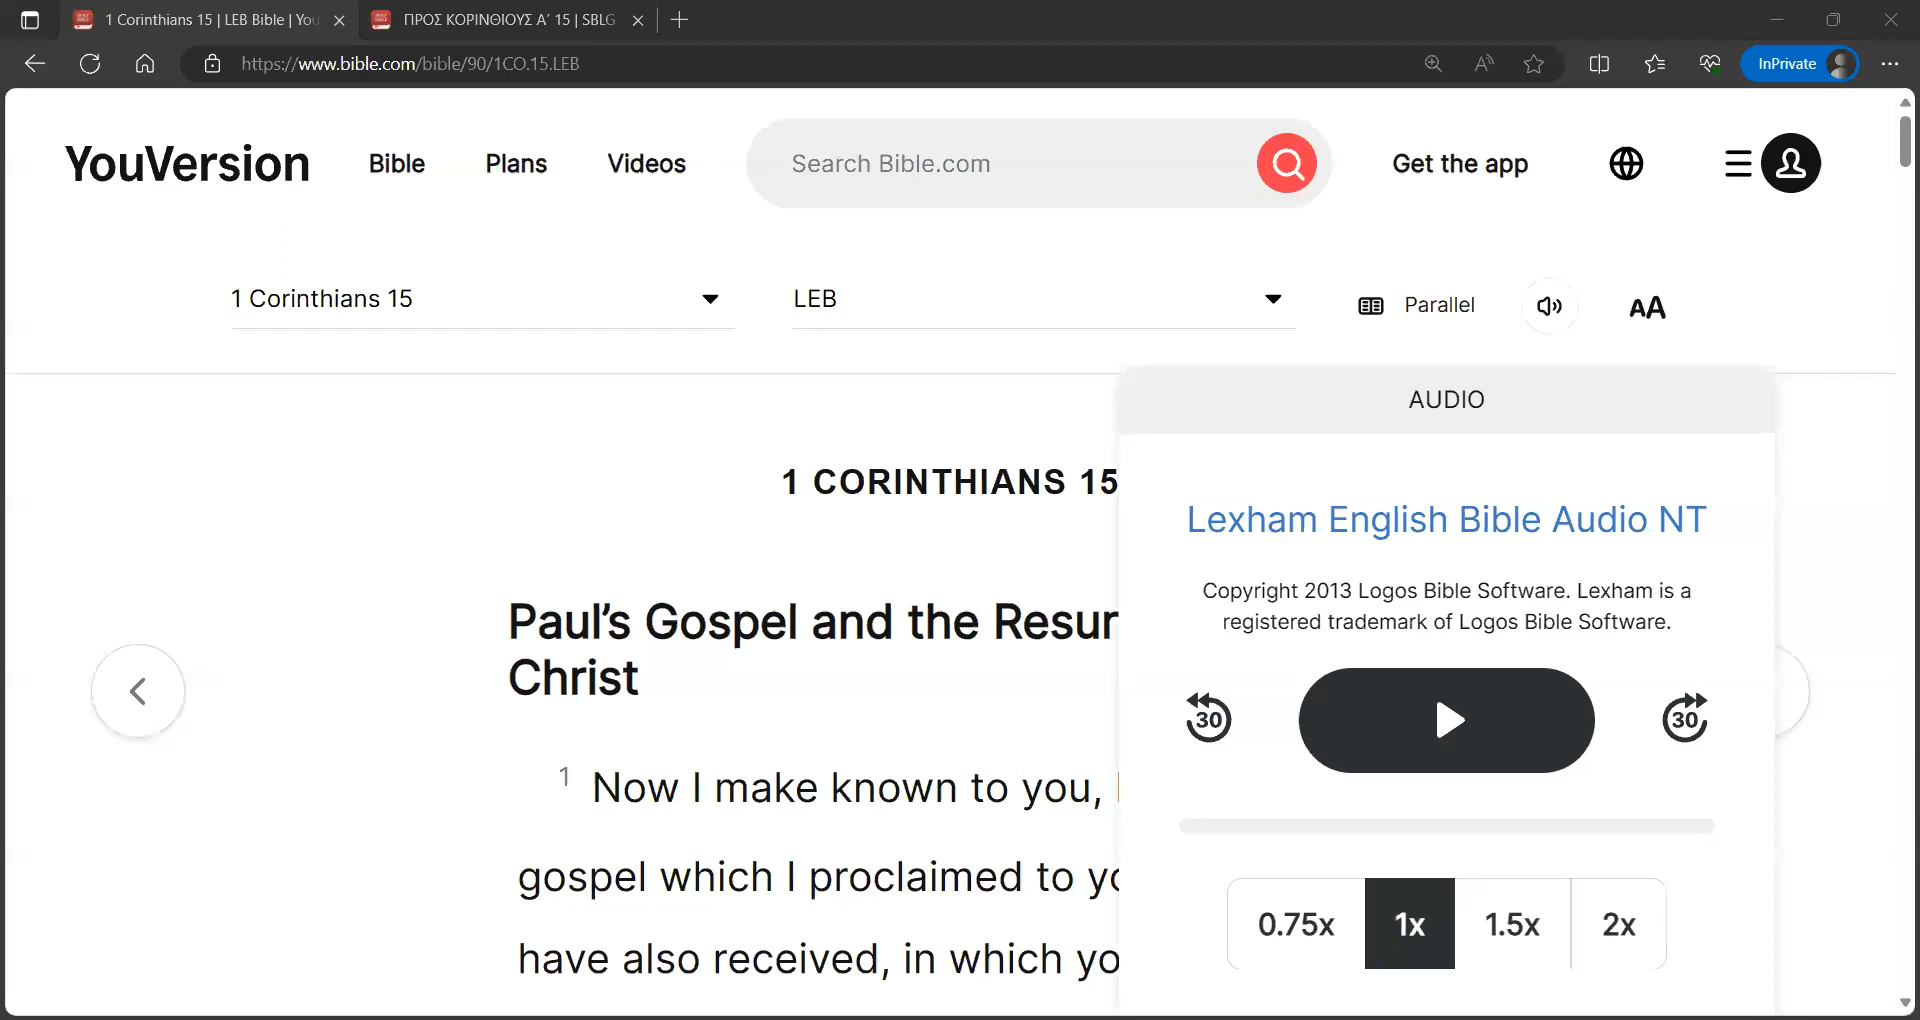 1 Corinthians 15 | LEB Bible | You
ΠΡΟΣ ΚΟΡΙΝΘΙΟΥΣ Αʹ 15 | SBLG
https://www.bible.com/bible/90/1CO.15.LEB
InPrivate
YouVersion
Bible
Plans
Videos
Search Bible.com
Get the app
1 Corinthians 15
LEB
Parallel
AA
AUDIO
1 CORINTHIANS 15
Lexham English Bible Audio NT
Copyright 2013 Logos Bible Software. Lexham is a
registered trademark of Logos Bible Software.
30
30
0.75x
1x
1.5x
2x
Paul’s Gospel and the Resur
Christ
1 Now I make known to you,
gospel which I proclaimed to yo
have also received, in which yo